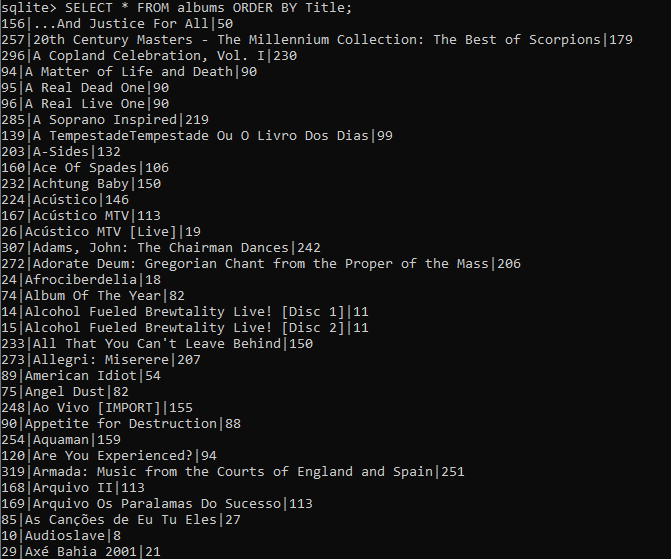 sqlite> SELECT * FROM albums ORDER BY Title;
156|...And Justice For All|50
257|20th Century Masters - The Millennium Collection: The Best of Scorpions|179
296|A Copland Celebration, Vol. I|230
94|A Matter of Life and Death|90
95|A Real Dead One|90
96|A Real Live One|90
285|A Soprano Inspired|219
139|A TempestadeTempestade Ou O Livro Dos Dias|99
203|A-Sides|132
160|Ace Of Spades|106
232|Achtung Baby|150
224|Acústico|146
167|Acústico MTV|113
26|Acústico MTV [Live]|19
307|Adams, John: The Chairman Dances|242
272|Adorate Deum: Gregorian Chant from the Proper of the Mass|206
24|Afrociberdelia|18
74|Album Of The Year|82
14|Alcohol Fueled Brewtality Live! [Disc 1]|11
15|Alcohol Fueled Brewtality Live! [Disc 2]|11
233|All That You Can't Leave Behind|150
273|Allegri: Miserere|207
89|American Idiot|54
75|Angel Dust|82
248|Ao Vivo [IMPORT]|155
90|Appetite for Destruction|88
254|Aquaman|159
120|Are You Experienced?|94
319|Armada: Music from the Courts of England and Spain|251
168|Arquivo II|113
169|Arquivo Os Paralamas Do Sucesso|113
85|As Canções de Eu Tu Eles|27
10|Audioslave|8
29|Axé Bahia 2001|21